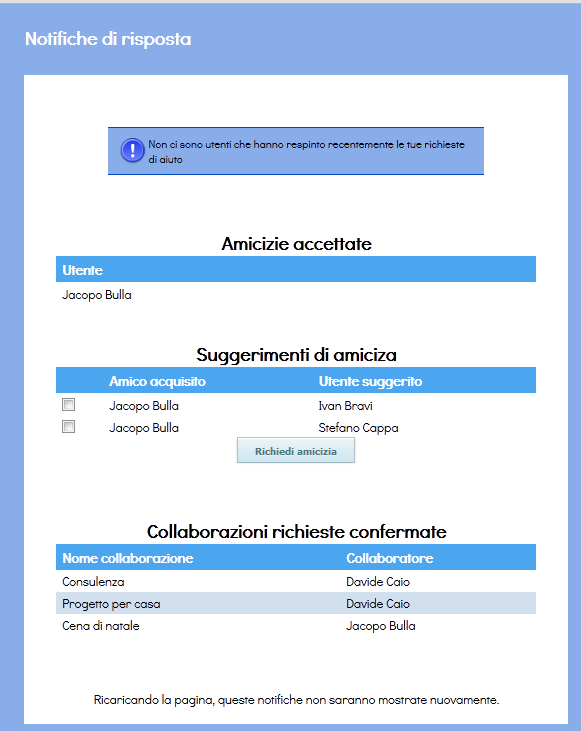 Notifiche di risposta
Non ci sono utenti che hanno respinto recentemente le tue richieste
di aiuto
Amicizie accettate
Utente
Jacopo Bulla
Suggerimenti di amiciza
Amico acquisito Utente suggerito
Jacopo Bulla Ivan Bravi
Jacopo Bulla Stefano Cappa
Richiedi amicizia
Collaborazioni richieste confermate
Nome collaborazione Collaboratore
Consulenza Davide Caio
Progetto per casa Davide Caio
Cena di natale Jacopo Bulla
Ricaricando la pagina, queste notifiche non saranno mostrate nuovamente.